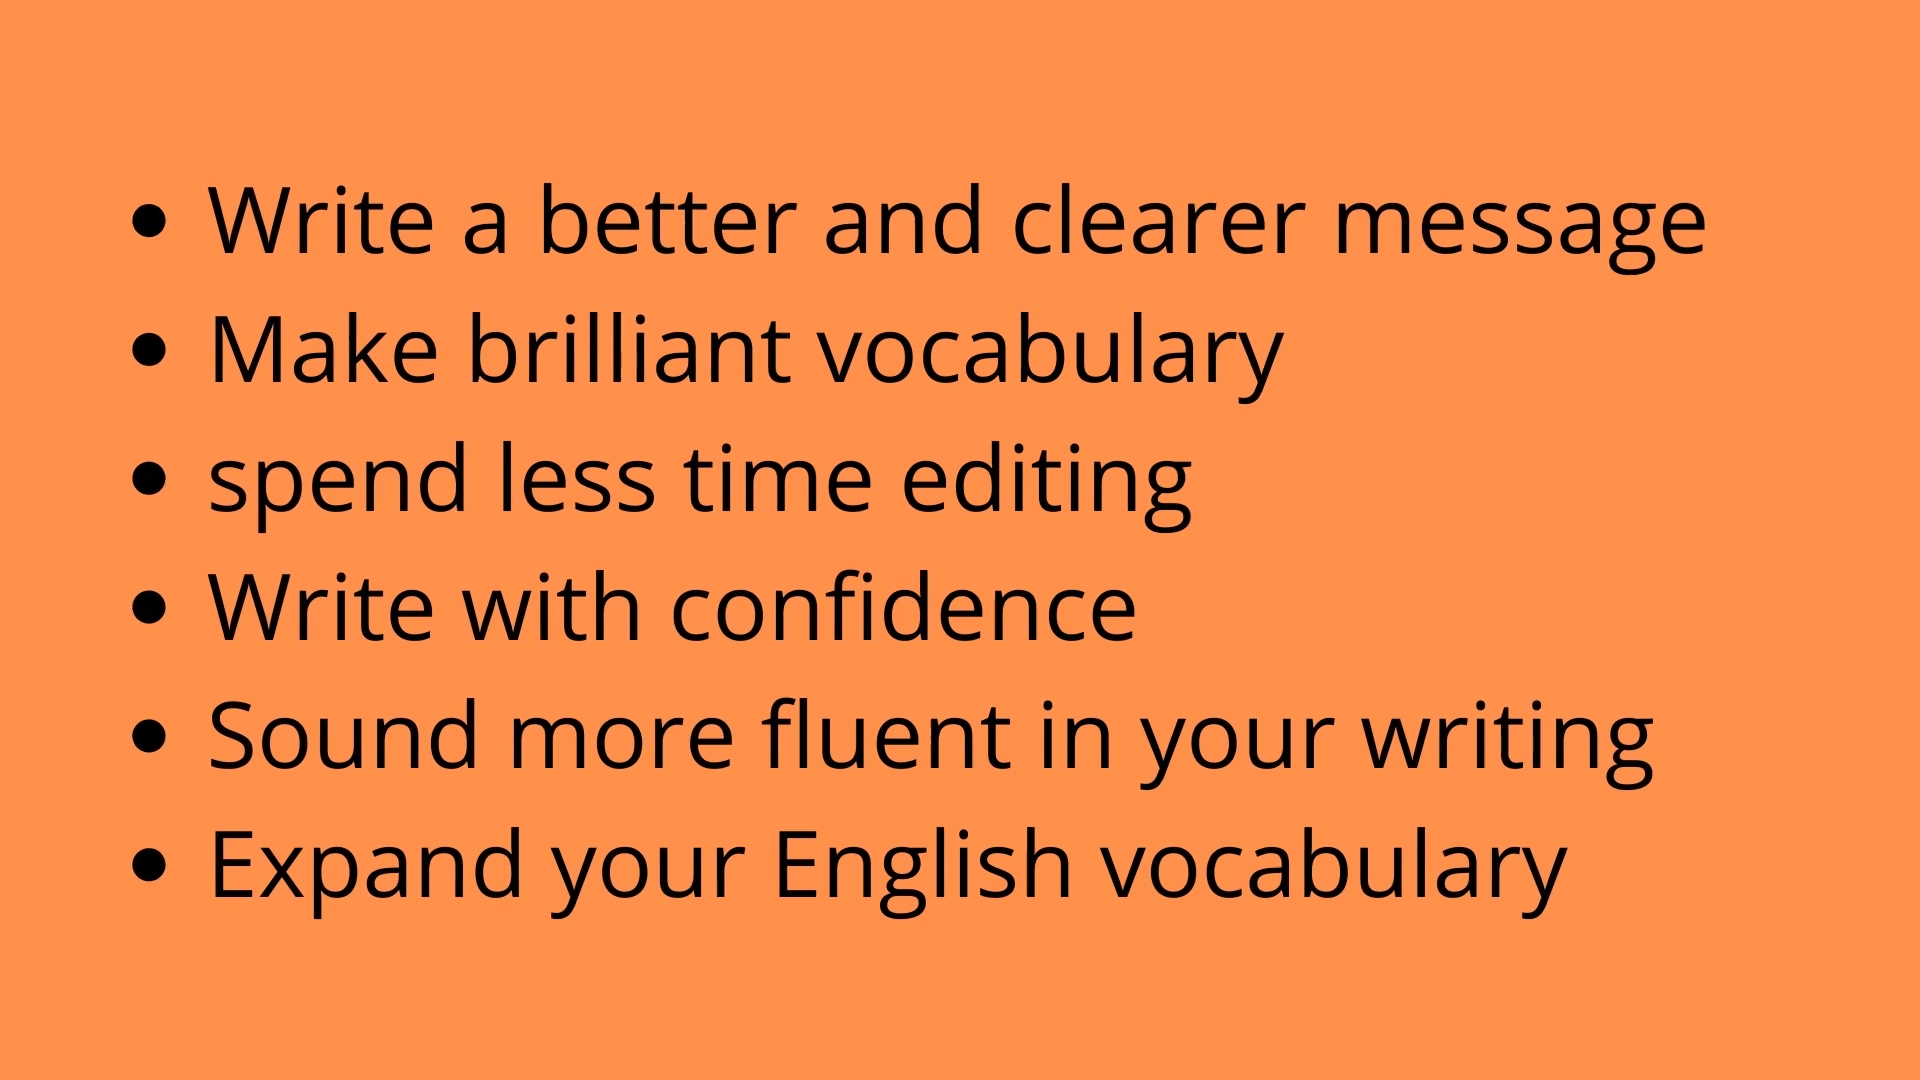 • Write a better and clearer message
• Make brilliant vocabulary
• spend less time editing
• Write with confidence
• Sound more fluent in your writing
• Expand your English vocabulary